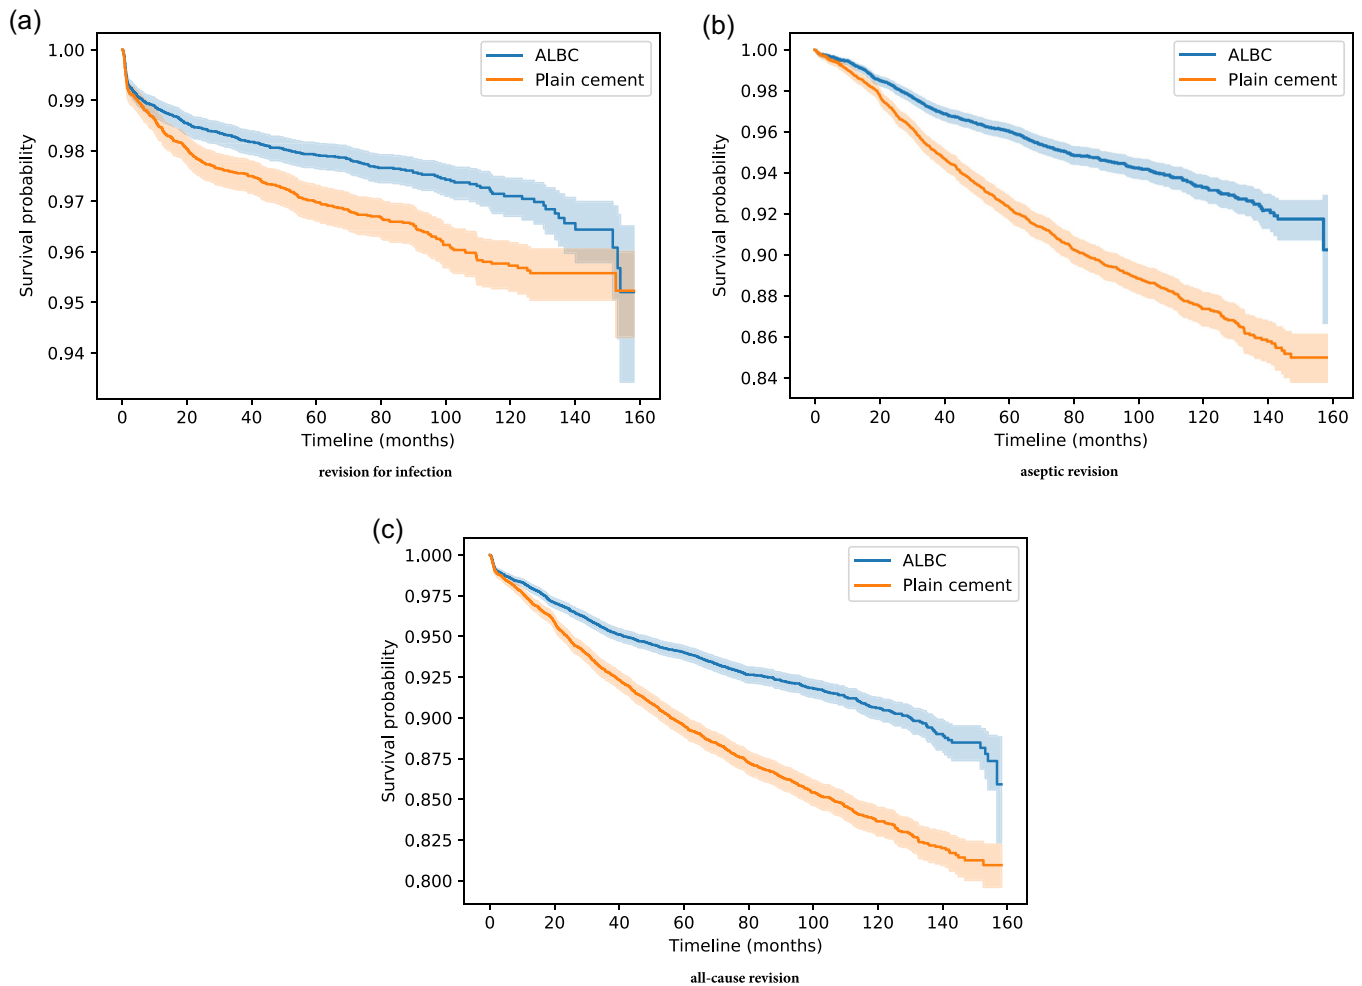 (a)
1.00
0.99
0.98
0.97
0.96
0.95
0.94
Survival probability
ALBC
Plain cement
0 20 40 60 80 100 120 140 160
Timeline (months)
revision for infection
(b)
1.00
0.98
0.96
0.94
0.92
0.90
0.88
0.86
0.84
Survival probability
ALBC
Plain cement
0 20 40 60 80 100 120 140 160
Timeline (months)
aseptic revision
(c)
1.000
0.975
0.950
0.925
0.900
0.875
0.850
0.825
0.800
Survival probability
ALBC
Plain cement
0 20 40 60 80 100 120 140 160
Timeline (months)
all-cause revision